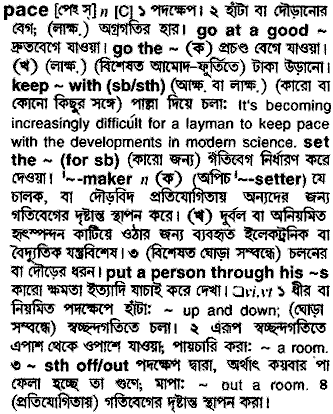 pace [পেইস্] n [C] ১ পদক্ষেপ। ২ হাঁটা বা দৌড়ানোর
বেগ; (লাক্ষ.) অগ্রগতির হার। go at a good ~
দ্রুতবেগে যাওয়া। go the ~ (ক) প্রচণ্ড বেগে যাওয়া।
(খ) (লাক্ষ.) (বিশেষত আমোদ-ফুর্তিতে) টাকা উড়ানো।
keep ~ with (sb/sth) (আক্ষ. বা লাক্ষ.) (কারো বা
কোনো কিছুর সঙ্গে) পাল্লা দিয়ে চলা: It's becoming
increasingly difficult for a layman to keep pace
with the developments in modern science. set
the ~ (for sb) (কারো জন্য) গতিবেগ নির্ধারণ করে
দেওয়া। '~-maker n (ক) (অপিচ '~-setter) যে
চালক, বা দৌড়বিদ প্রতিযোগিতায় অন্যদের জন্য
গতিবেগের দৃষ্টান্ত স্থাপন করে। (খ) দুর্বল বা অনিয়মিত
হৃৎস্পন্দন কাটিয়ে ওঠার জন্য ব্যবহৃত ইলেকট্রনিক বা
বৈদ্যুতিক যন্ত্রবিশেষ। ৩ (বিশেষত ঘোড়া সম্বন্ধে) চলনের
বা দৌড়ের ধরন। put a person through his ~s
কারো ক্ষমতা ইত্যাদি যাচাই করে দেখা। □vi,vt ১ ধীর বা
নিয়মিত পদক্ষেপে হাঁটা: ~ up and down; (ঘোড়া
সম্বন্ধে) স্বচ্ছন্দগতিতে চলা। ২ এরূপ স্বচ্ছন্দগতিতে
এপাশ থেকে ওপাশে যাওয়া; পায়চারি করা: ~ a room.
৩ ~ sth off/out পদক্ষেপ দ্বারা, অর্থাৎ কয়বার পা
ফেলা হচ্ছে তা গুণে; মাপা: ~ out a room. ৪
(প্রতিযোগিতায়) গতিবেগের দৃষ্টান্ত স্থাপন করা।